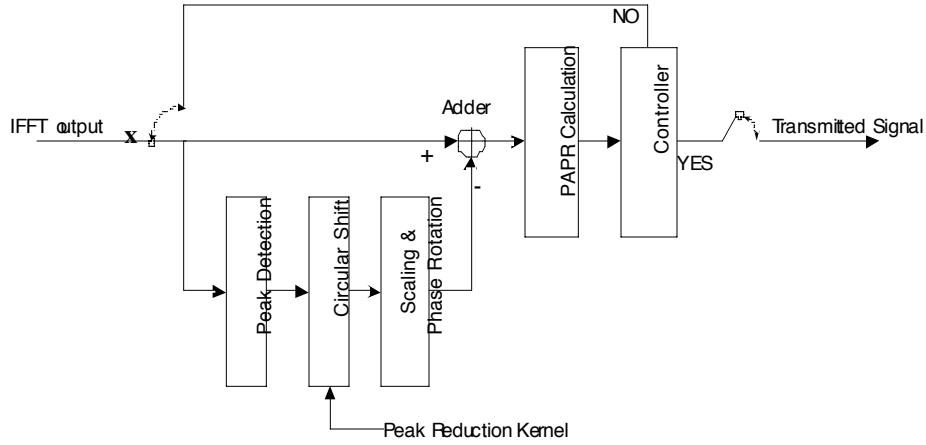 NO
Adder
IFFT output
x
PAPR Calculation
Controller
Transmitted Signal
+
YES
-
Peak Detection
Circular Shift
Scaling &
Phase Rotation
Peak Reduction Kernel